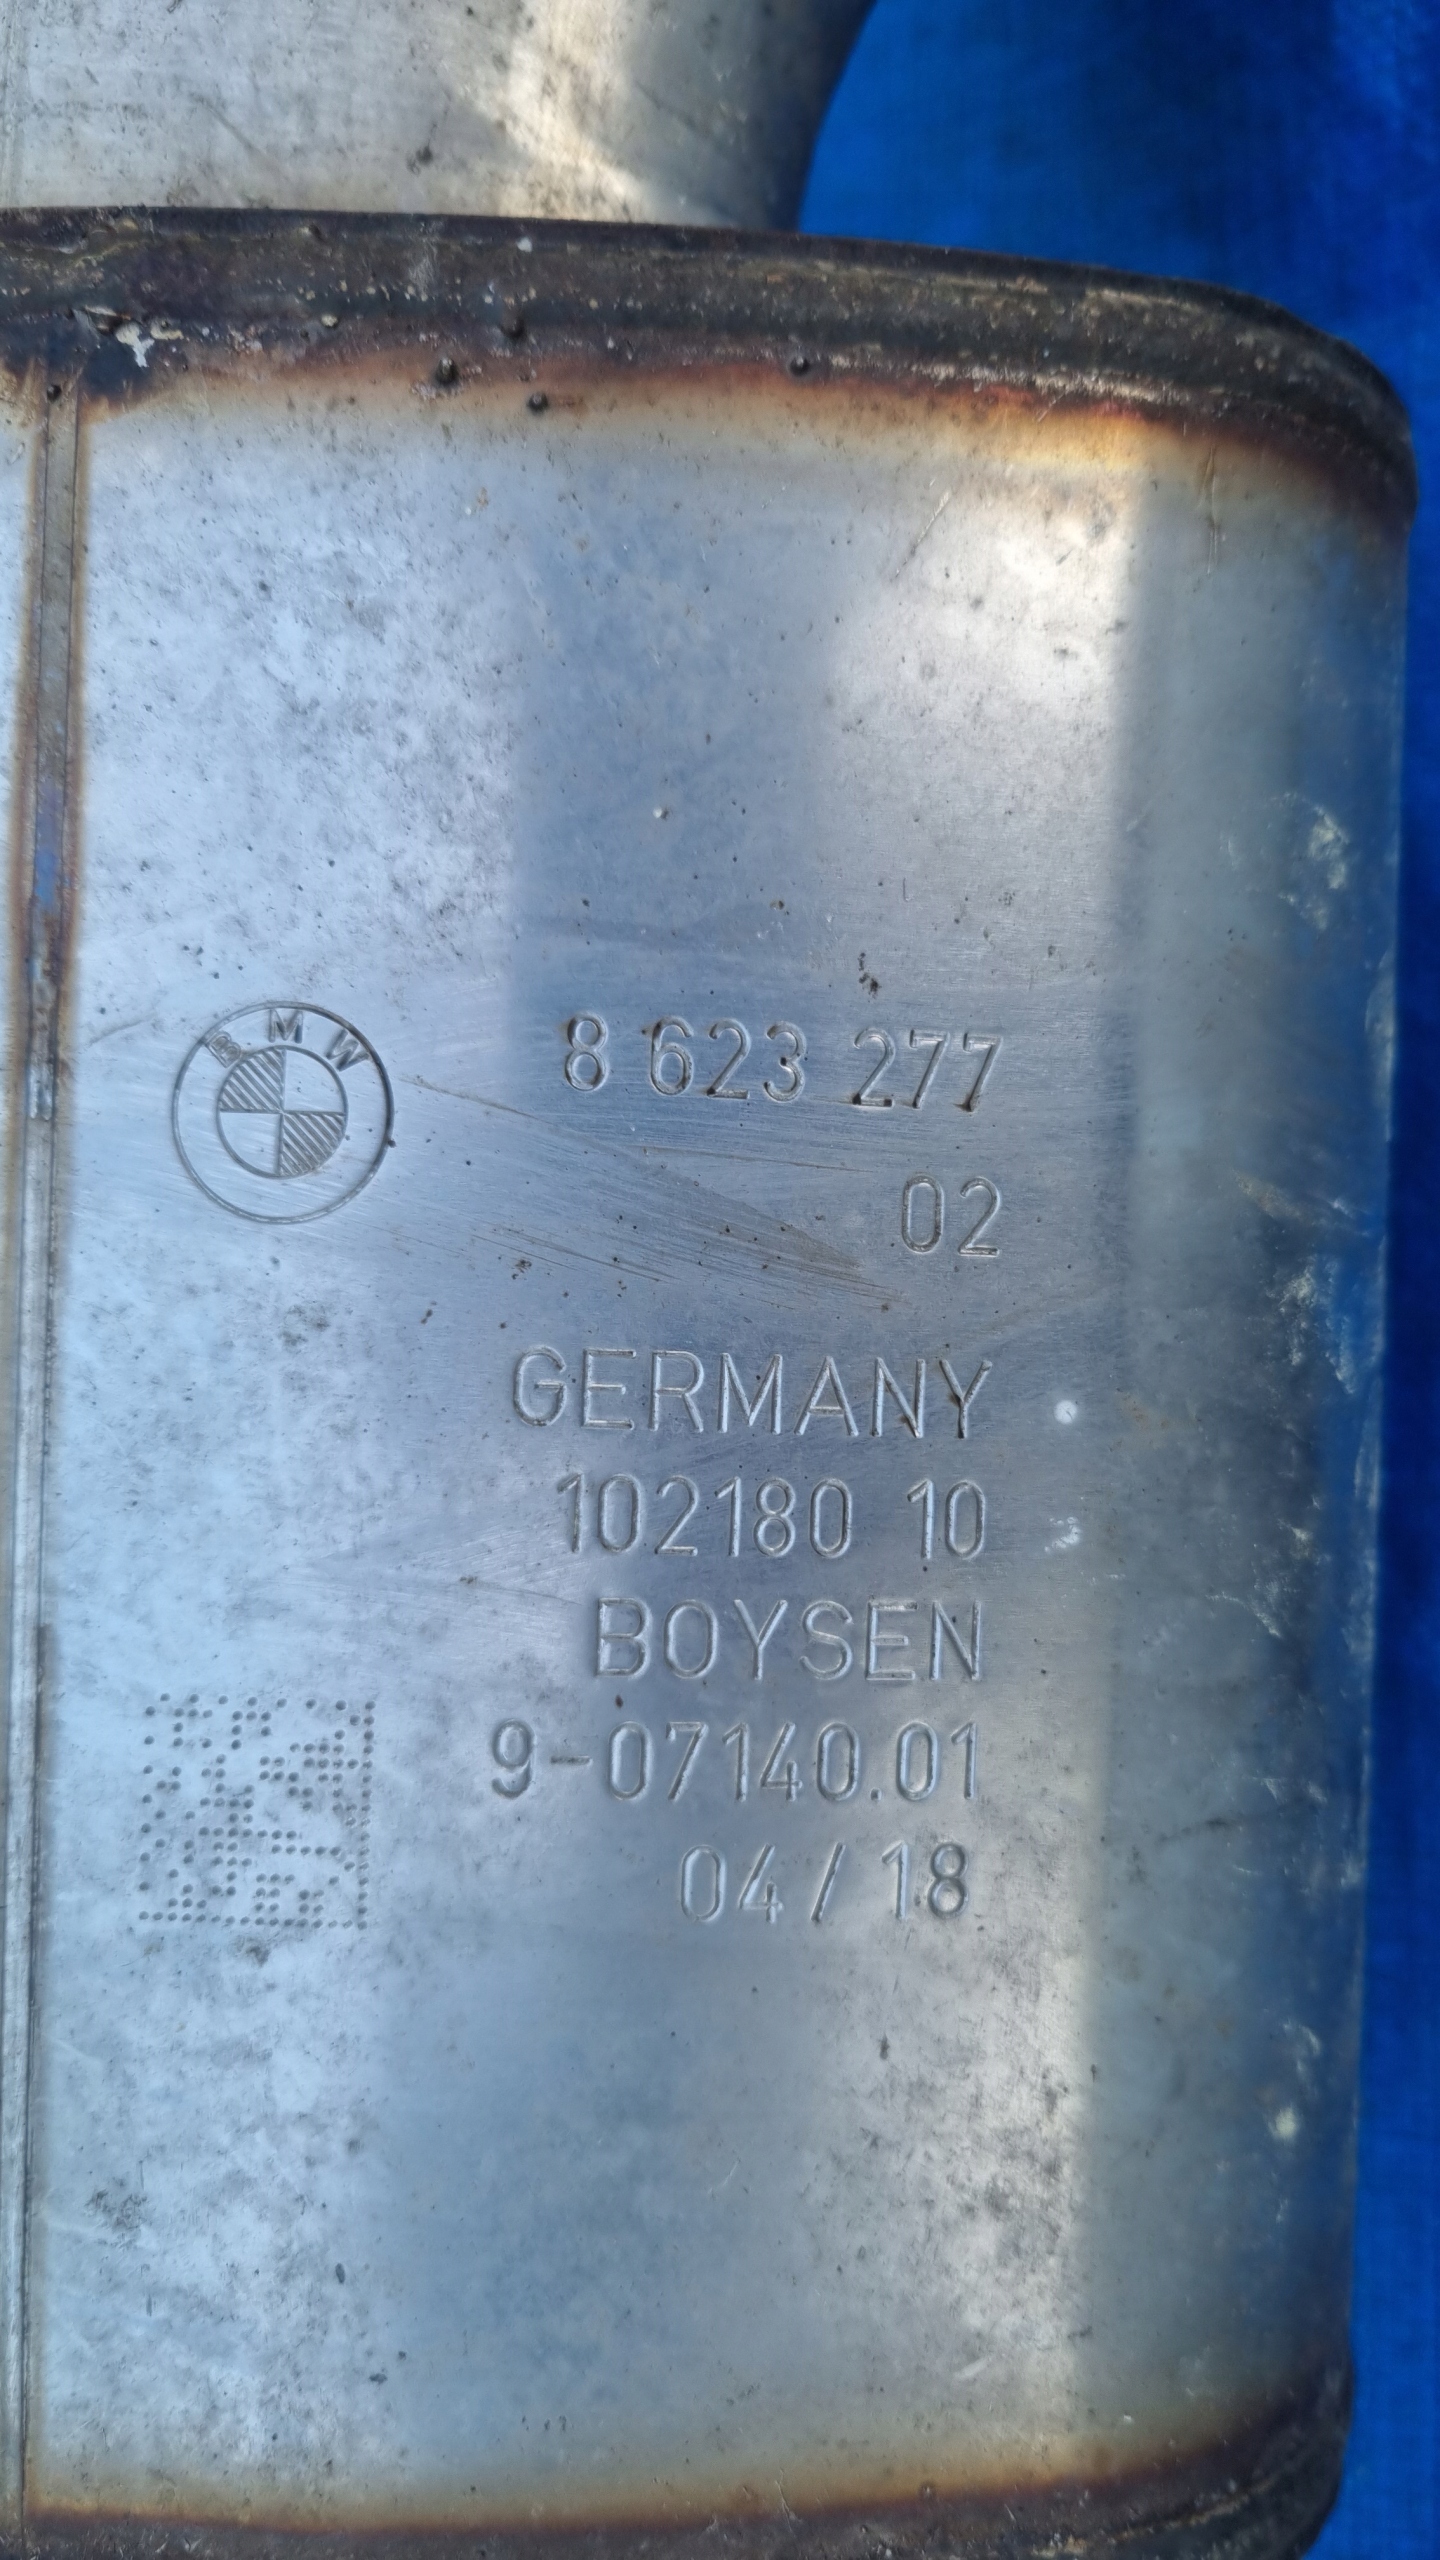 BMW
8 623 277
02
GERMANY
102180 10
BOYSEN
9-07140.01
04/18